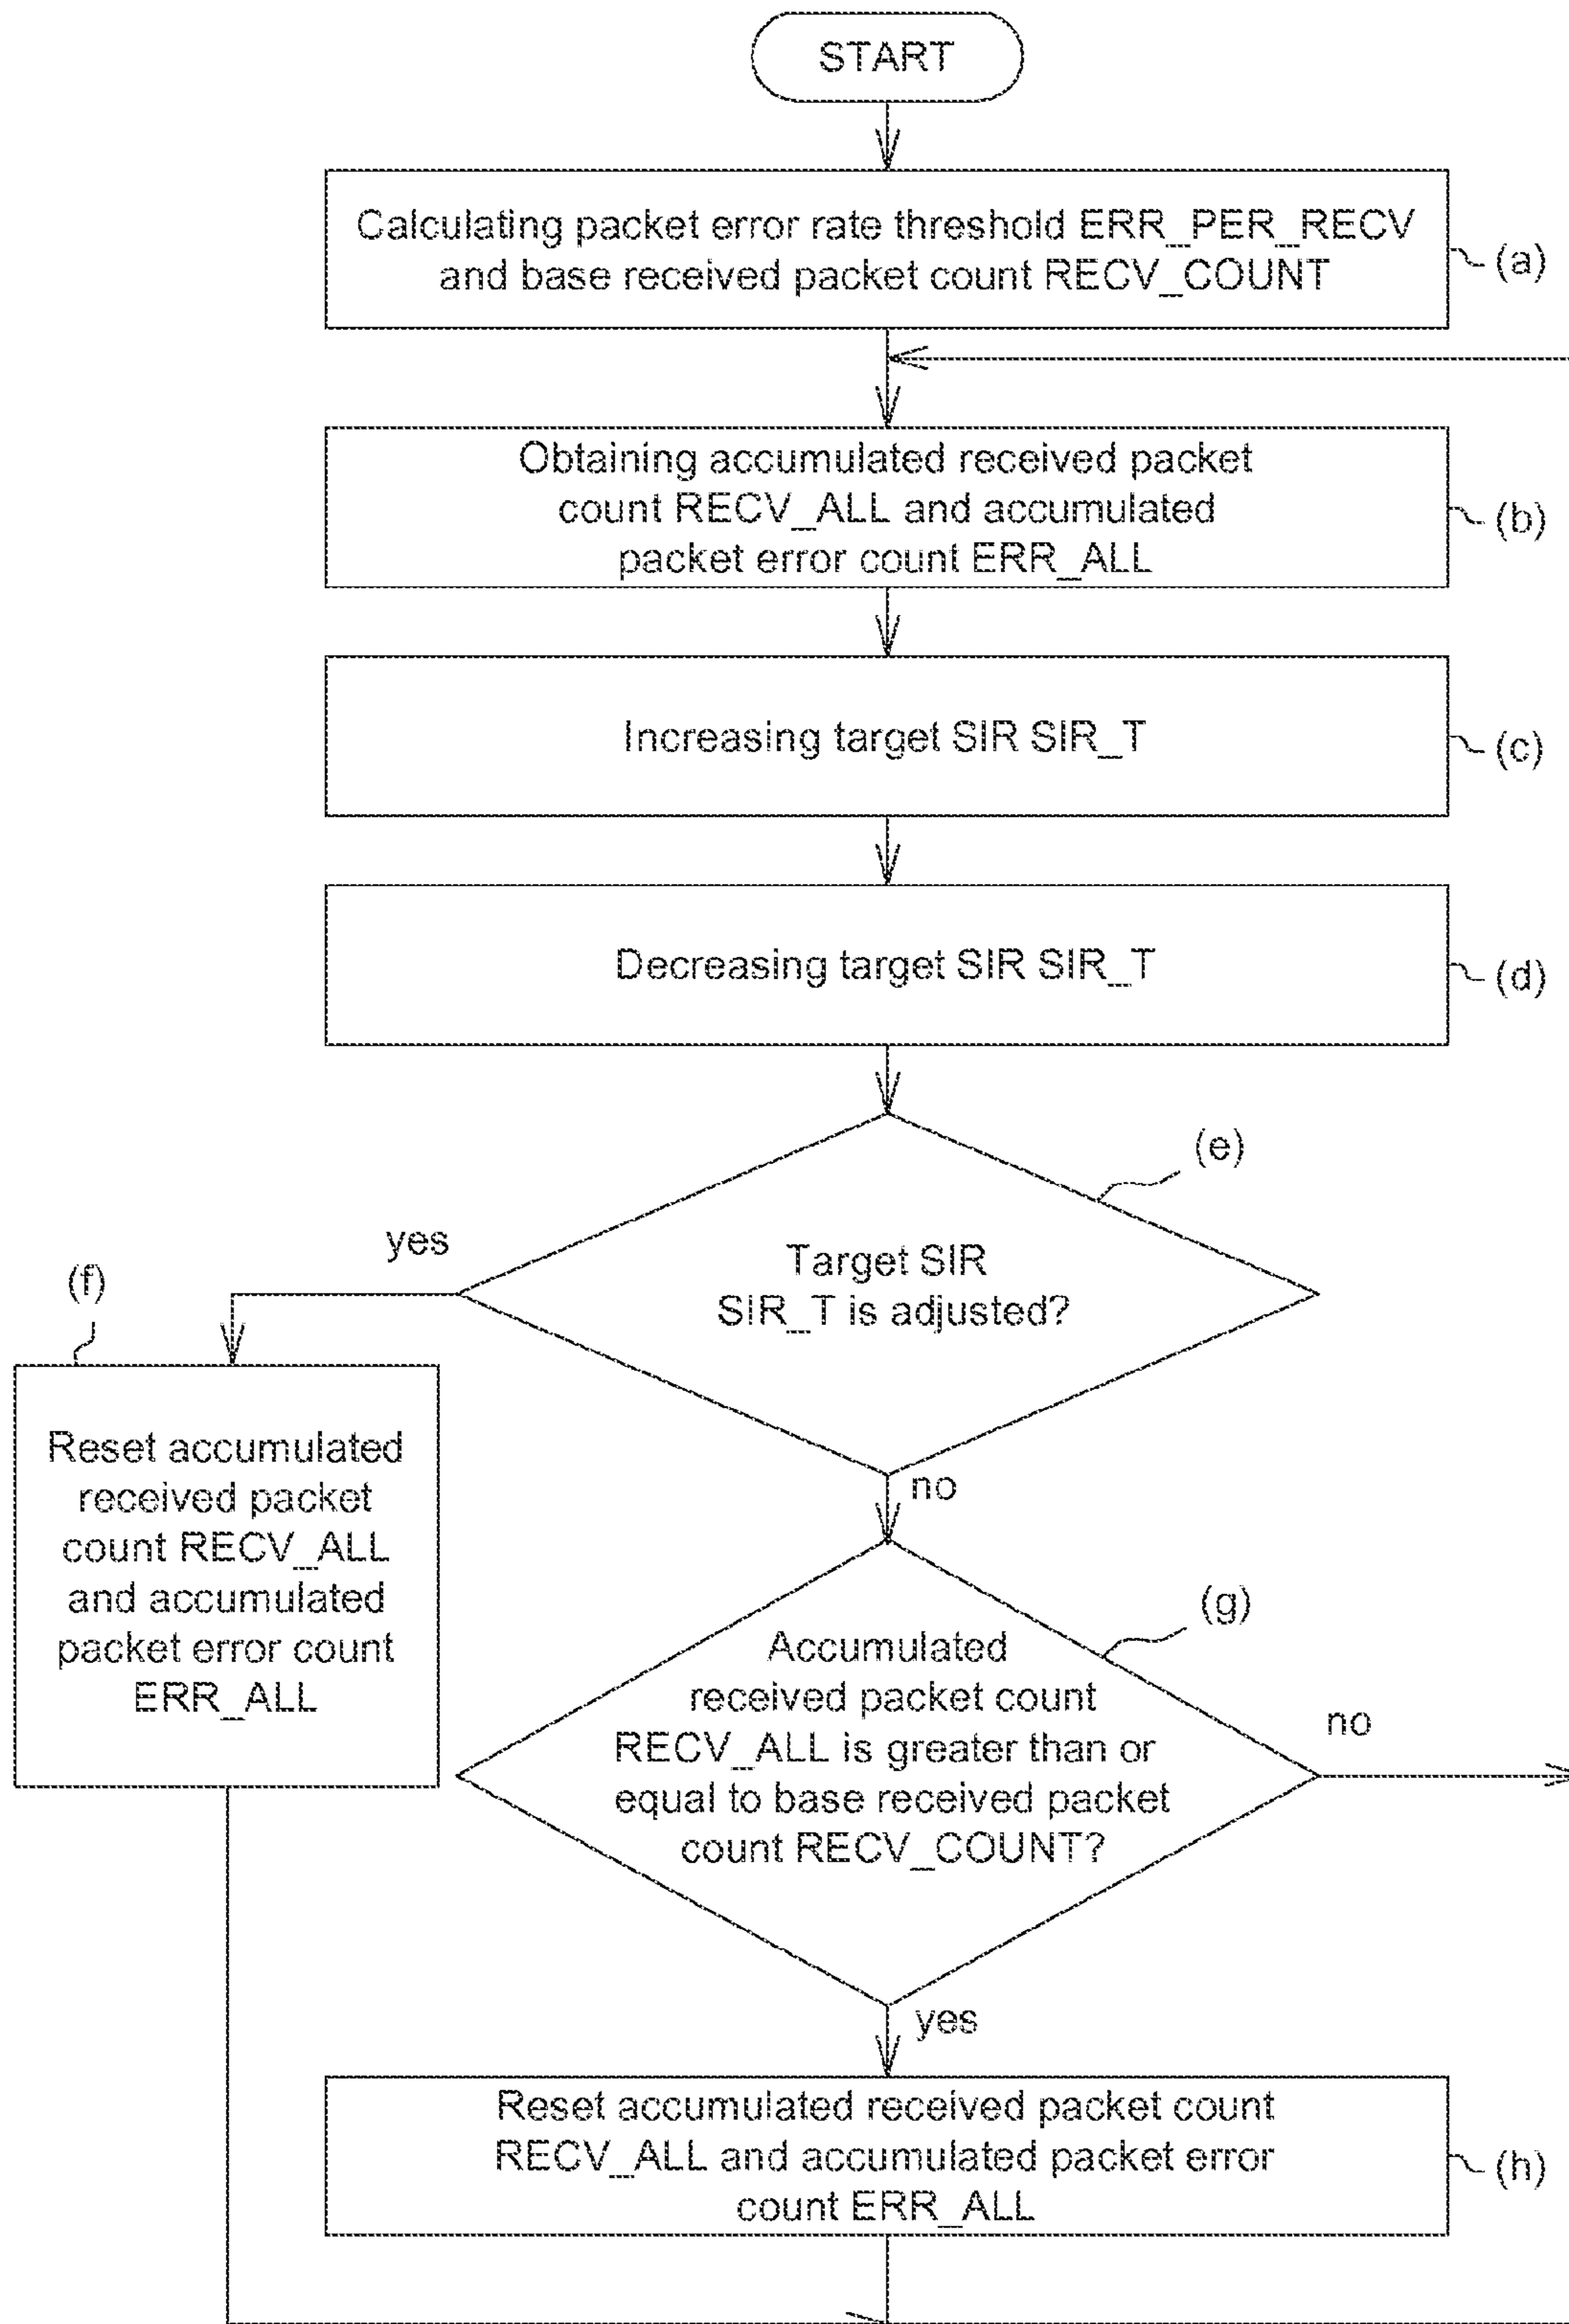 START
Calculating packet error rate threshold ERR_PER_RECV
and base received packet count RECV_COUNT
(a)
Obtaining accumulated received packet
count RECV_ALL and accumulated
packet error count ERR_ALL
(b)
Increasing target SIR SIR_T
(c)
Decreasing target SIR SIR_T
(d)
(e)
Target SIR
SIR_T is adjusted?
yes
no
(f)
Reset accumulated
received packet
count RECV_ALL
and accumulated
packet error count
ERR_ALL
(g)
Accumulated
received packet count
RECV_ALL is greater than or
equal to base received packet
count RECV_COUNT?
no
yes
Reset accumulated received packet count
RECV_ALL and accumulated packet error
count ERR_ALL
(h)